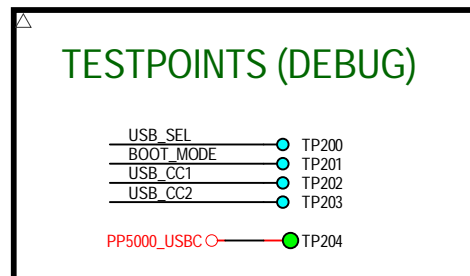 TESTPOINTS (DEBUG)
USB_SEL TP200
BOOT_MODE TP201
USB_CC1 TP202
USB_CC2 TP203
PP5000_USBC TP204